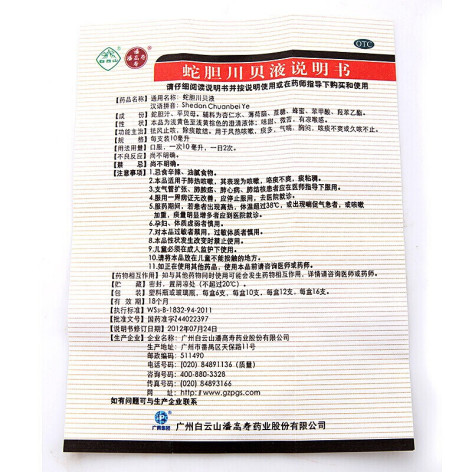 白云山
潘高寿
OTC
蛇胆川贝液说明书
请仔细阅读说明书并按说明使用或在药师指导下购买和使用
【药品名称】通用名称：蛇胆川贝液
汉语拼音：Shedan Chuanbei Ye
【成 份】蛇胆汁、平贝母。辅料为杏仁水、薄荷脑、蔗糖、蜂蜜、苯甲酸、羟苯乙酯。
【性 状】本品为浅黄色至浅黄棕色的澄清液体；味甜，微苦，有凉喉感。
【功能主治】祛风止咳，除痰散结。用于风热咳嗽，痰多，气喘，胸闷，咳痰不爽或久咳不止。
【规 格】每支装10毫升
【用法用量】口服，一次10毫升，一日2次。
【不良反应】尚不明确。
【禁 忌】尚不明确。
【注意事项】1.忌食辛辣、油腻食物。
2.本品适用于肺热咳嗽，其表现为咳嗽，咯痰不爽，痰粘稠。
3.支气管扩张、肺脓疡、肺心病、肺结核患者应在医师指导下服用。
4.服用一周病证无改善，应停止服用，去医院就诊。
5.服药期间，若患者出现高热，体温超过38℃，或出现喘促气急者，或咳嗽
加重，痰量明显增多者应到医院就诊。
6.孕妇、体质虚弱者慎用。
7.对本品过敏者禁用，过敏体质者慎用。
8.本品性状发生改变时禁止使用。
9.儿童必须在成人监护下使用。
10.请将本品放在儿童不能接触的地方。
11.如正在使用其他药品，使用本品前请咨询医师或药师。
【药物相互作用】如与其他药物同时使用可能会发生药物相互作用，详情请咨询医师或药师。
【贮 藏】密封，置阴凉处（不超过20℃）。
【包 装】塑料瓶或玻璃瓶，每盒6支，每盒10支，每盒12支，每盒16支。
【有 效 期】18个月
【执行标准】WS3-B-1832-94-2011
【批准文号】国药准字Z44022397
【说明书修订日期】2012年07月24日
【生产企业】企业名称：广州白云山潘高寿药业股份有限公司
生产地址：广州市番禺区天保路11号
邮政编码：511490
电话号码：(020) 84891136（质量）
咨询号码：400-880-3328
传真号码：(020) 84893166
网 址：http://www.gzpgs.com
如有问题可与生产企业联系
广药集团
广州白云山潘高寿药业股份有限公司